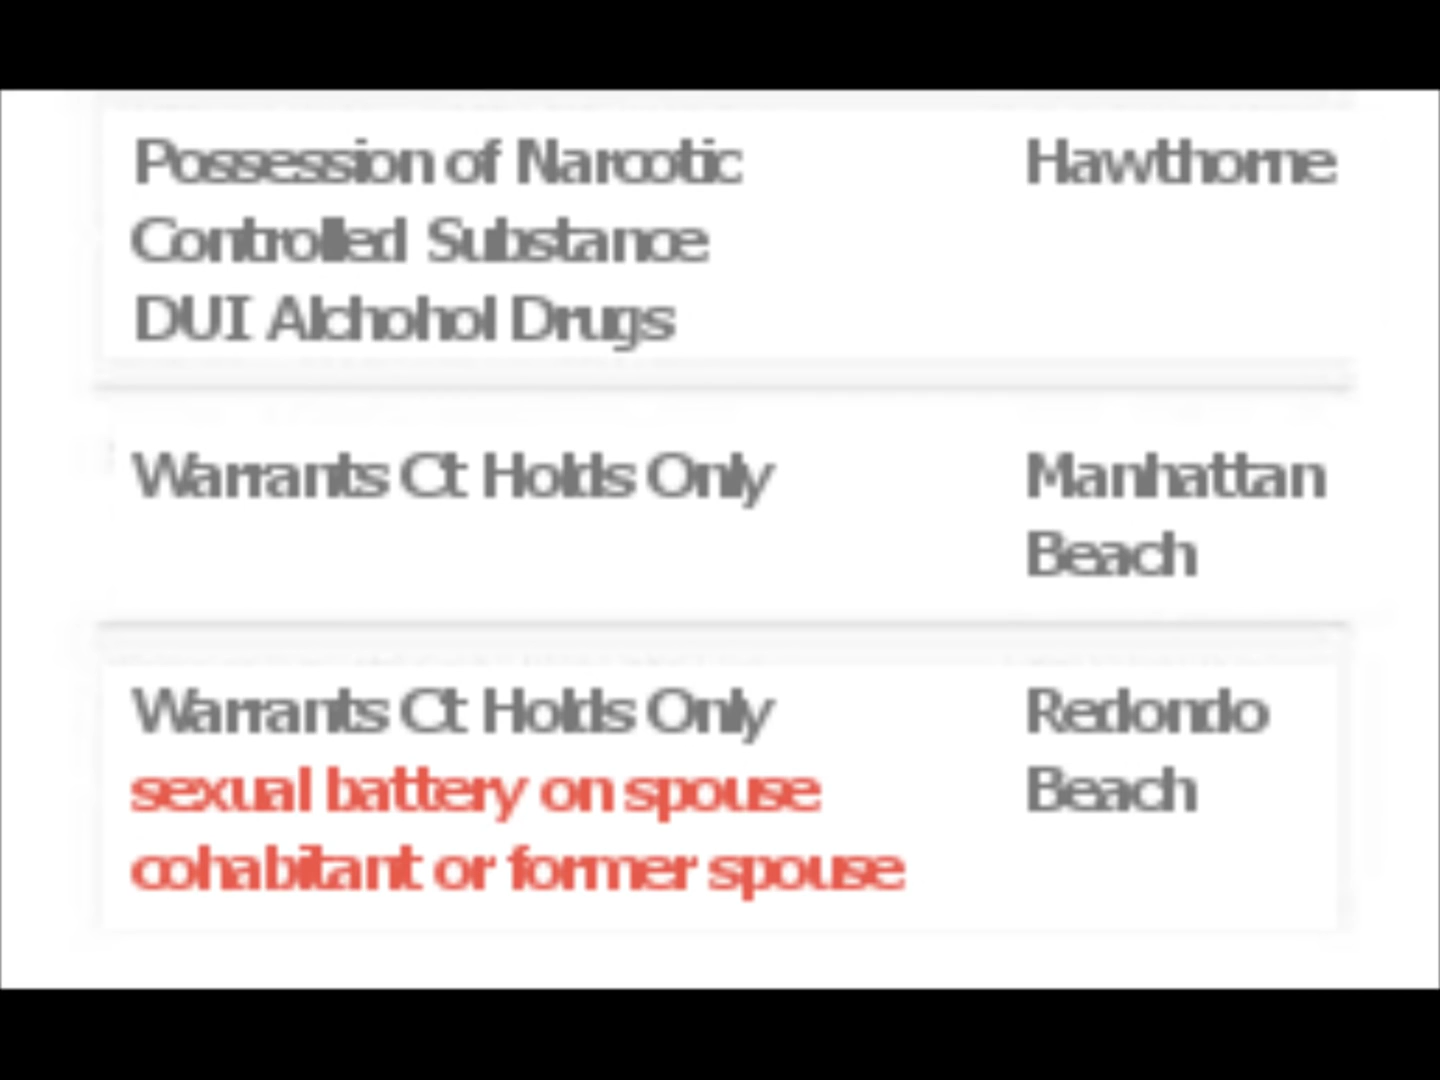 Possession of Narcotic
Hawthorne
Controlled Substance
DUI Alchohol Drugs
Warrants Ct Holds Only
Manhattan
Beach
Warrants Ct Holds Only
Redondo
sexual battery on spouse
Beach
cohabitant or former spouse